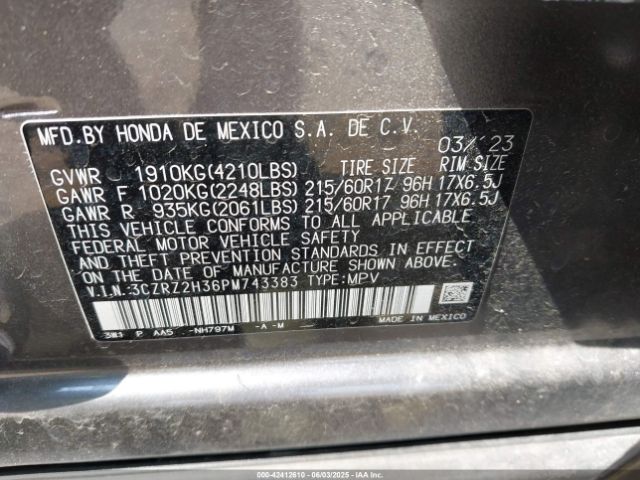 MFD.BY HONDA DE MEXICO S.A. DE C.V.
03/'23
GVWR 1910KG(4210LBS) TIRE SIZE RIM SIZE
GAWR F 1020KG(2248LBS) 215/60R17 96H 17X6.5J
GAWR R 935KG(2061LBS) 215/60R17 96H 17X6.5J
THIS VEHICLE CONFORMS TO ALL APPLICABLE
FEDERAL MOTOR VEHICLE SAFETY
AND THEFT PREVENTION STANDARDS IN EFFECT
ON THE DATE OF MANUFACTURE SHOWN ABOVE.
V.I.N.:3CZRZ2H36PM743383 TYPE:MPV
3W1 P AA5 -NH797M -A-M
MADE IN MEXICO
000-42412610 - 06/03/2025 - IAA Inc.